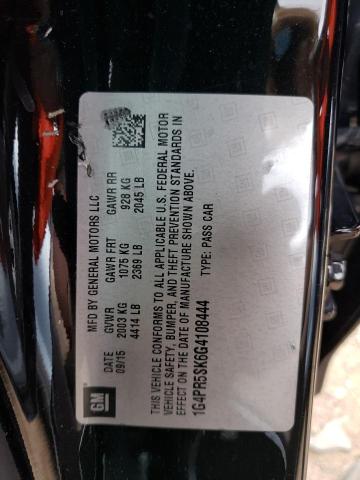 GM
MFD BY GENERAL MOTORS LLC
DATE GVWR GAWR FRT GAWR RR
09/15 2003 KG 1075 KG 928 KG
4414 LB 2369 LB 2045 LB
THIS VEHICLE CONFORMS TO ALL APPLICABLE U.S. FEDERAL MOTOR
VEHICLE SAFETY, BUMPER, AND THEFT PREVENTION STANDARDS IN
EFFECT ON THE DATE OF MANUFACTURE SHOWN ABOVE.
1G4PR5SK6G4108444 TYPE: PASS CAR